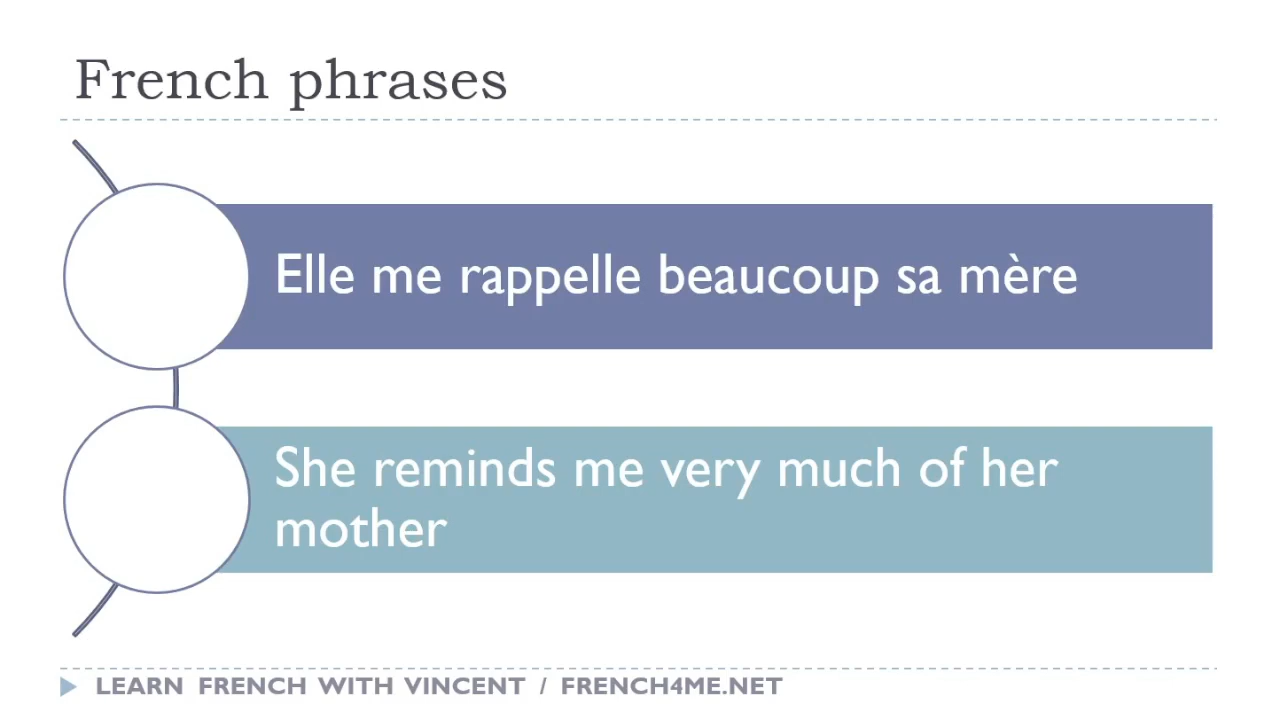 French phrases
Elle me rappelle beaucoup sa mère
She reminds me very much of her
mother
LEARN FRENCH WITH VINCENT / FRENCH4ME.NET